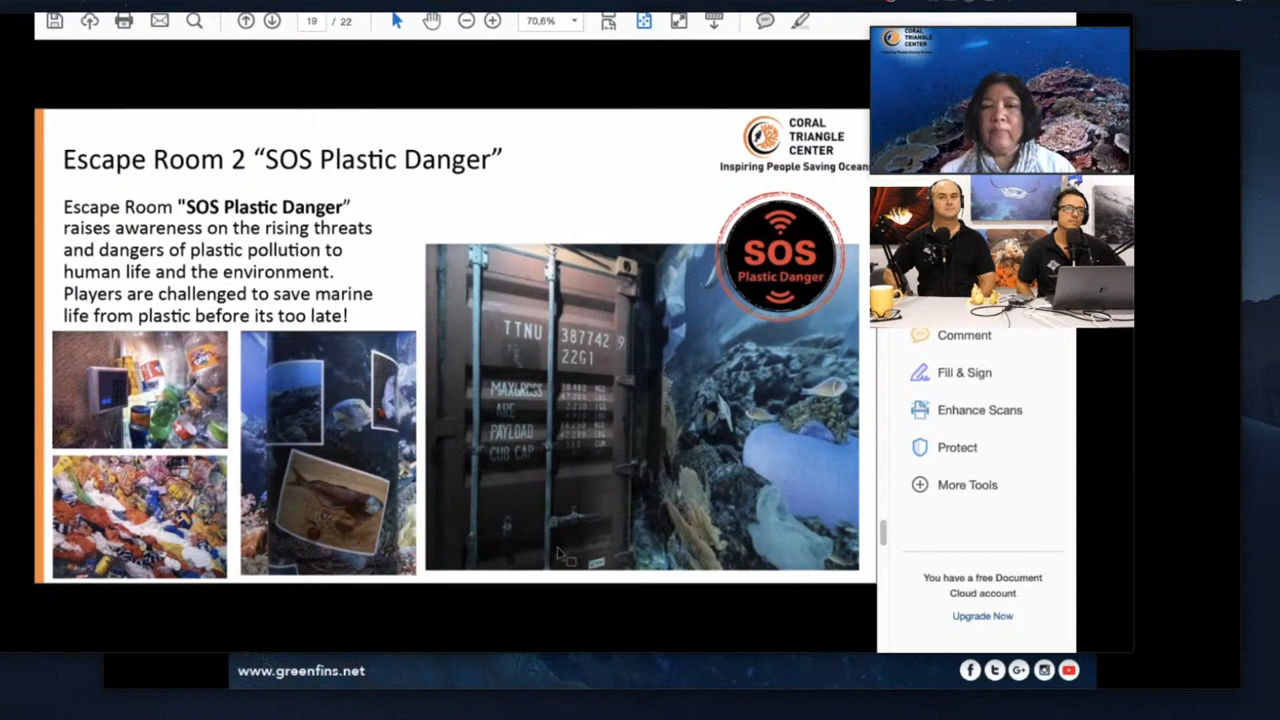 19 / 22
70,6%
CORAL
TRIANGLE
CENTER
Escape Room 2 “SOS Plastic Danger”
CORAL
TRIANGLE
CENTER
Inspiring People Saving Ocean
Escape Room "SOS Plastic Danger”
raises awareness on the rising threats
and dangers of plastic pollution to
human life and the environment.
Players are challenged to save marine
life from plastic before its too late!
SOS
Plastic Danger
TTNU 387742 9
22G1
MAXGROSS
PAYLOAD
CUQ.CAP
Comment
Fill & Sign
Enhance Scans
Protect
More Tools
You have a free Document
Cloud account
Upgrade Now
www.greenfins.net